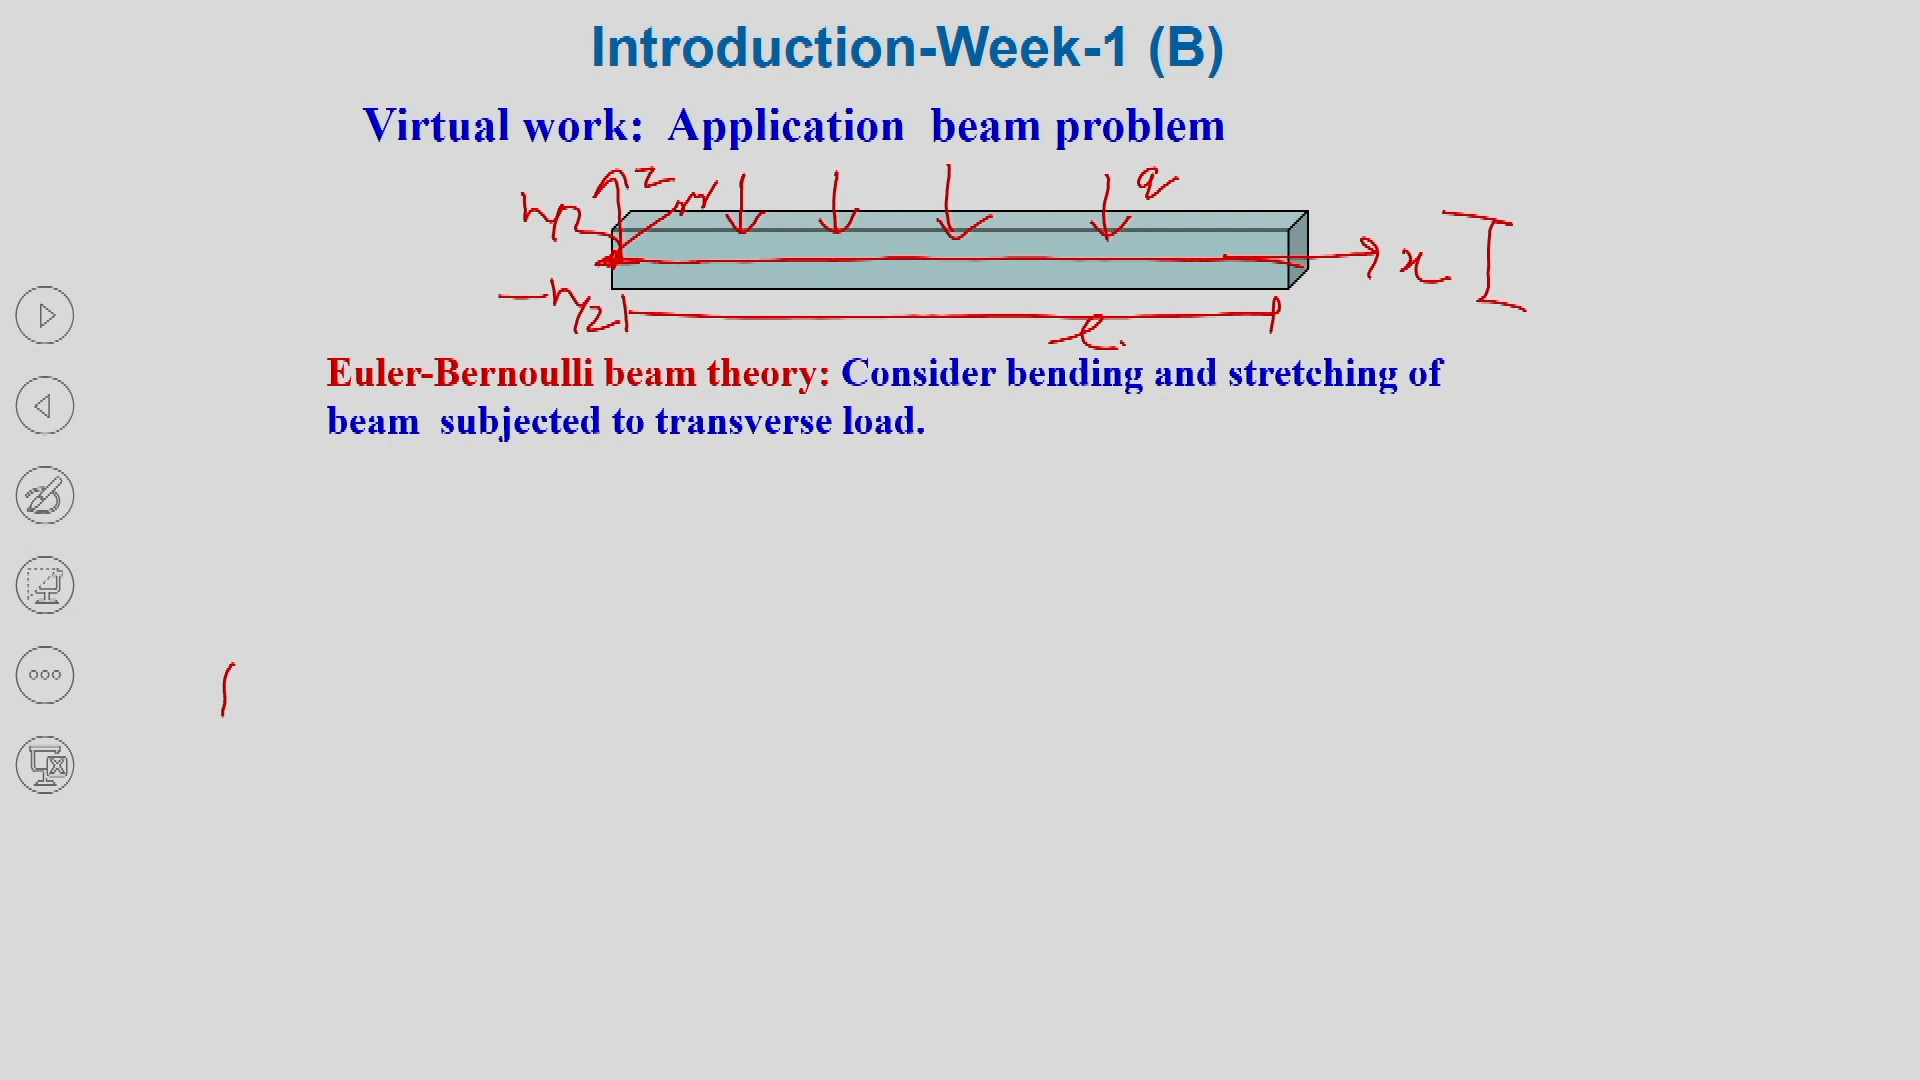 Introduction-Week-1 (B)
Virtual work: Application beam problem
z
q
h/2
x
-h/2
l
Euler-Bernoulli beam theory: Consider bending and stretching of
beam subjected to transverse load.